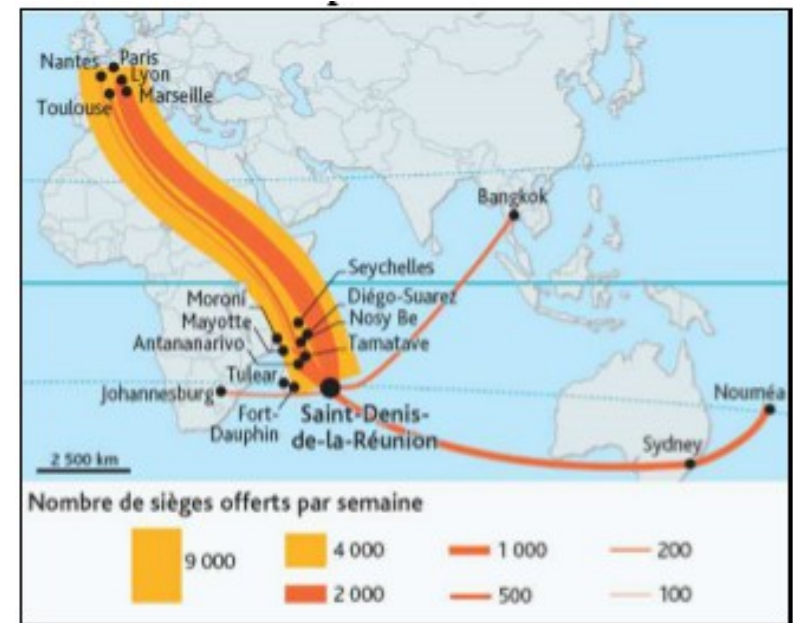 Nantes
Paris
Lyon
Marseille
Toulouse
Bangkok
Seychelles
Moroni
Diégo-Suarez
Mayotte
Nosy Be
Antananarivo
Tamatave
Tulear
Johannesburg
Fort-
Dauphin
Saint-Denis-
de-la-Réunion
Nouméa
Sydney
2 500 km
Nombre de sièges offerts par semaine
9 000
4 000
1 000
200
2 000
500
100